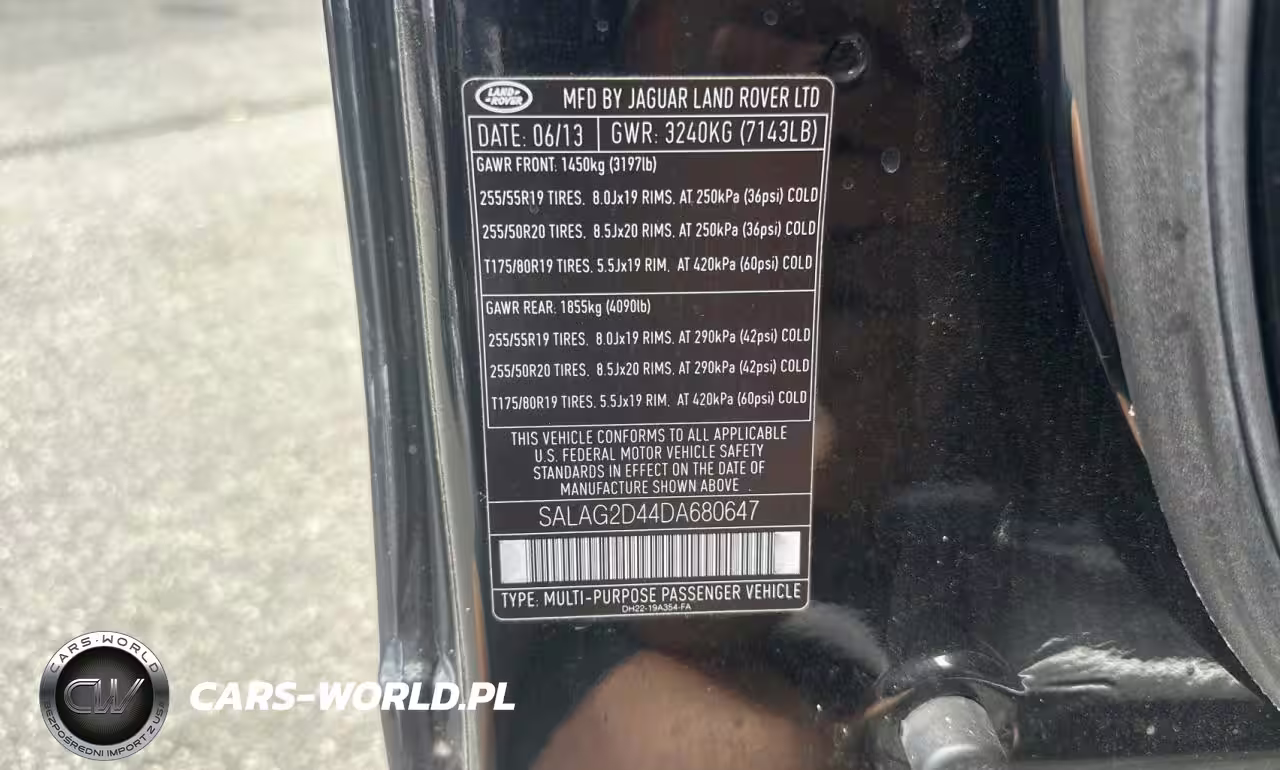 LAND ROVER
MFD BY JAGUAR LAND ROVER LTD
DATE: 06/13 GWR: 3240KG (7143LB)
GAWR FRONT: 1450kg (3197lb)
255/55R19 TIRES. 8.0Jx19 RIMS. AT 250kPa (36psi) COLD
255/50R20 TIRES. 8.5Jx20 RIMS. AT 250kPa (36psi) COLD
T175/80R19 TIRES. 5.5Jx19 RIM. AT 420kPa (60psi) COLD
GAWR REAR: 1855kg (4090lb)
255/55R19 TIRES. 8.0Jx19 RIMS. AT 290kPa (42psi) COLD
255/50R20 TIRES. 8.5Jx20 RIMS. AT 290kPa (42psi) COLD
T175/80R19 TIRES. 5.5Jx19 RIM. AT 420kPa (60psi) COLD
THIS VEHICLE CONFORMS TO ALL APPLICABLE
U.S. FEDERAL MOTOR VEHICLE SAFETY
STANDARDS IN EFFECT ON THE DATE OF
MANUFACTURE SHOWN ABOVE .
SALAG2D44DA680647
TYPE: MULTI-PURPOSE PASSENGER VEHICLE
DH22-19A354-FA
CARS·WORLD
CW
BEZPOŚREDNI IMPORT Z USA
CARS-WORLD.PL